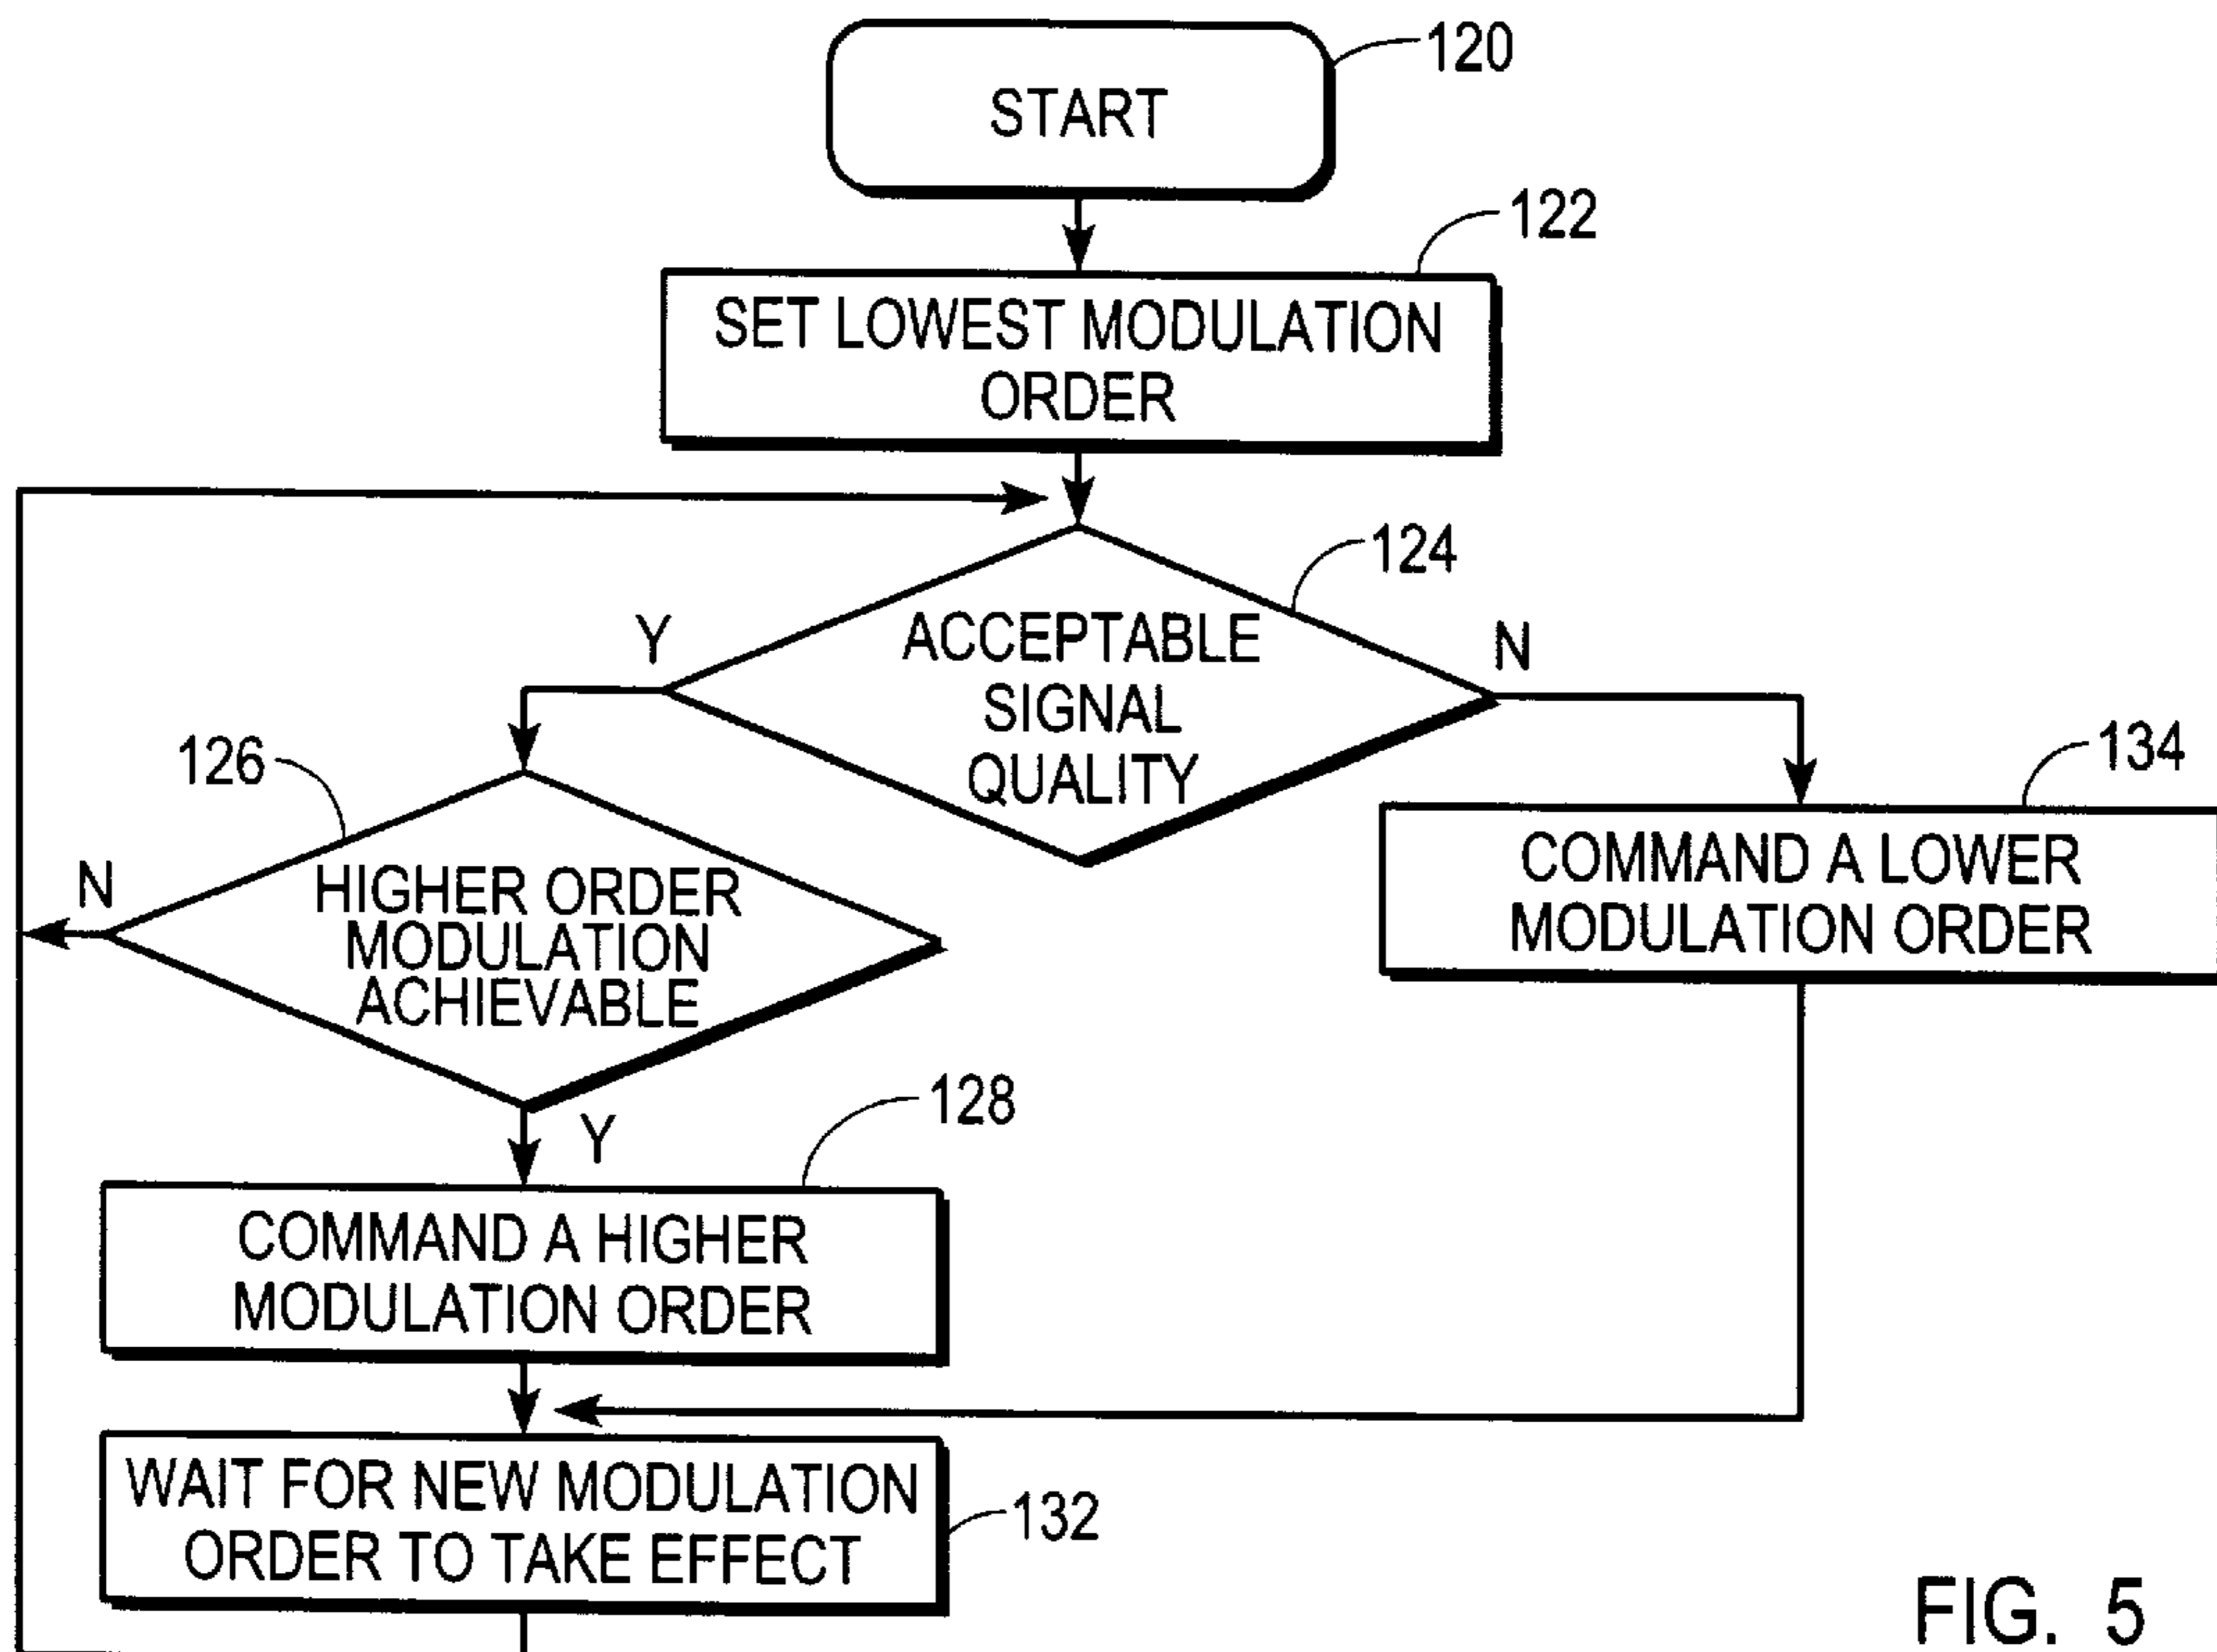 120
START
122
SET LOWEST MODULATION
ORDER
124
Y
ACCEPTABLE
SIGNAL
QUALITY
N
126
134
N
HIGHER ORDER
MODULATION
ACHIEVABLE
COMMAND A LOWER
MODULATION ORDER
Y
128
COMMAND A HIGHER
MODULATION ORDER
WAIT FOR NEW MODULATION
ORDER TO TAKE EFFECT
132
FIG. 5